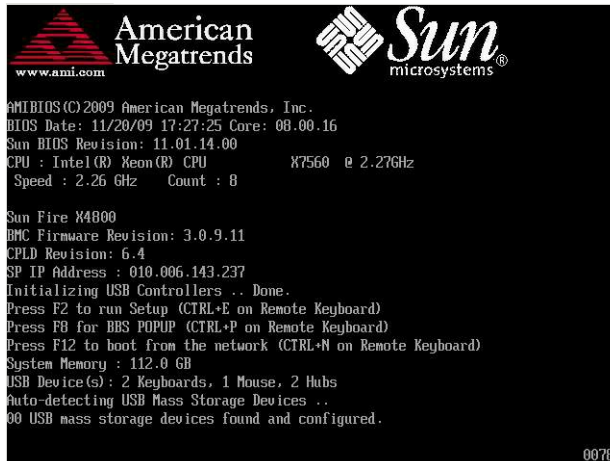 American
Megatrends
www.ami.com
Sun®
microsystems
AMIBIOS(C)2009 American Megatrends, Inc.
BIOS Date: 11/20/09 17:27:25 Core: 08.00.16
Sun BIOS Revision: 11.01.14.00
CPU : Intel(R) Xeon(R) CPU X7560 @ 2.27GHz
Speed : 2.26 GHz Count : 8
Sun Fire X4800
BMC Firmware Revision: 3.0.9.11
CPLD Revision: 6.4
SP IP Address : 010.006.143.237
Initializing USB Controllers .. Done.
Press F2 to run Setup (CTRL+E on Remote Keyboard)
Press F8 for BBS POPUP (CTRL+P on Remote Keyboard)
Press F12 to boot from the network (CTRL+N on Remote Keyboard)
System Memory : 112.0 GB
USB Device(s): 2 Keyboards, 1 Mouse, 2 Hubs
Auto-detecting USB Mass Storage Devices ..
00 USB mass storage devices found and configured.